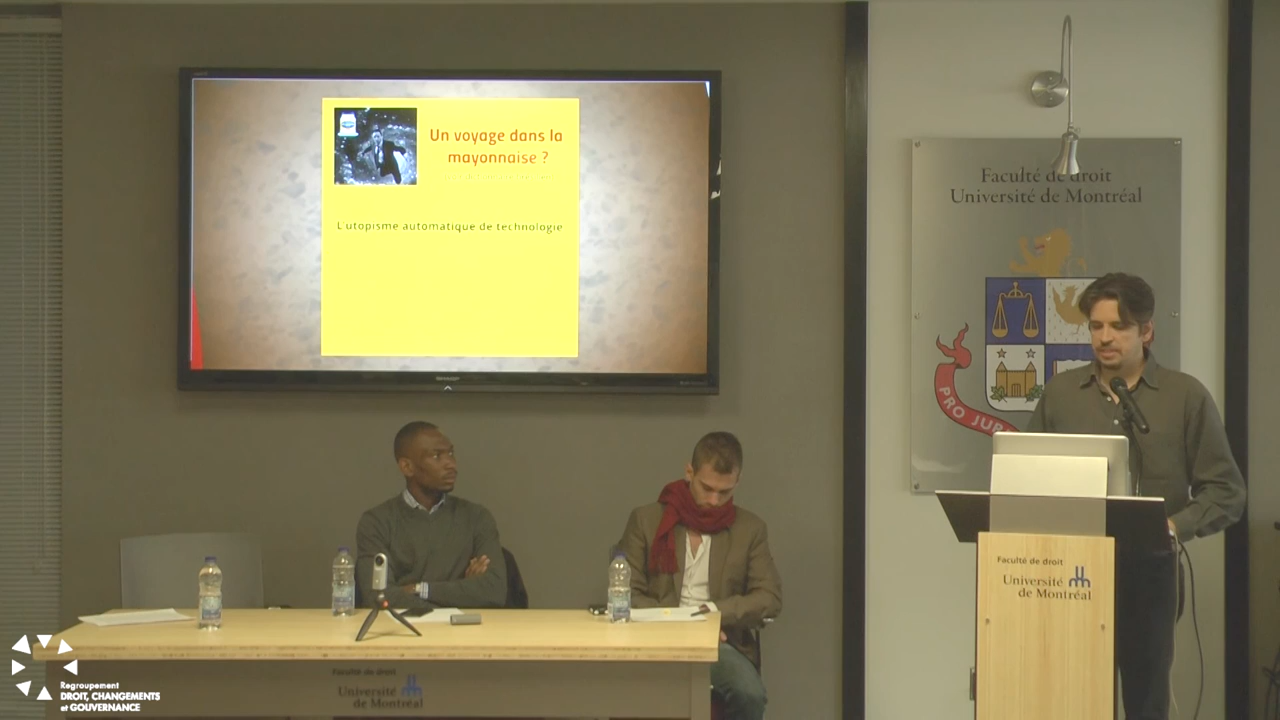 Un voyage dans la
mayonnaise ?
L'utopisme automatique de technologie
Faculté de droit
Université de Montréal
PRO JUR
Faculté de droit
Université
de Montréal
Faculté de droit
Université
de Montréal
Regroupement
DROIT, CHANGEMENTS
et GOUVERNANCE